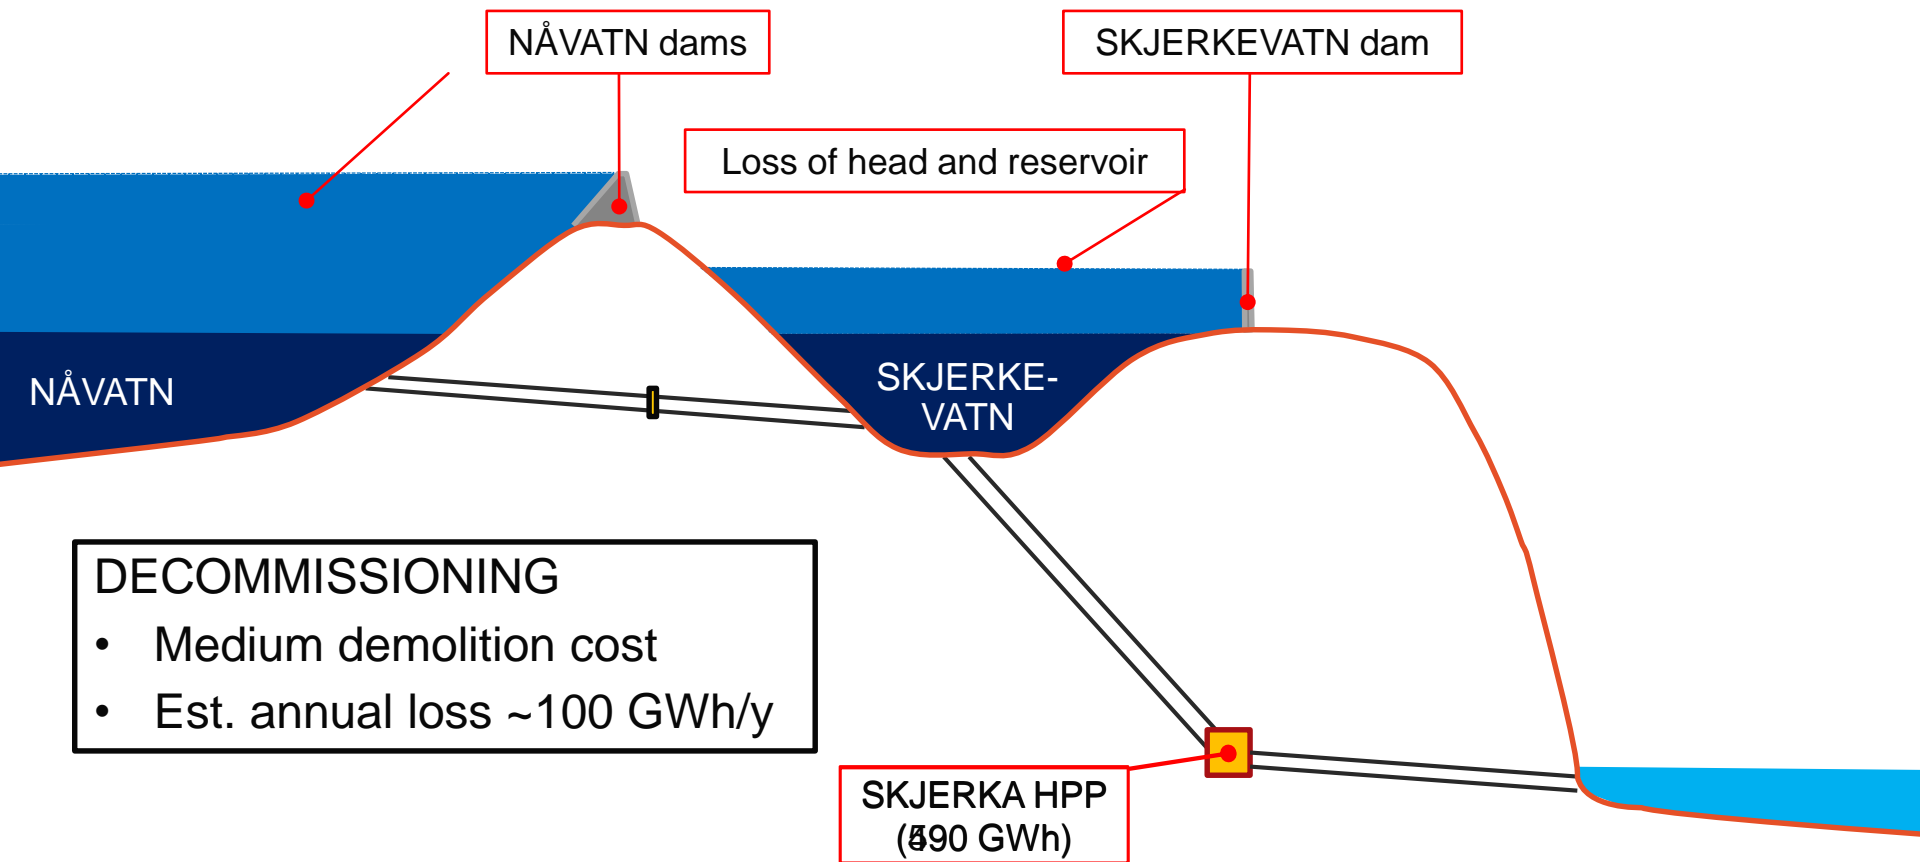 NÅVATN dams
SKJERKEVATN dam
Loss of head and reservoir
NÅVATN
SKJERKE-
VATN
DECOMMISSIONING
• Medium demolition cost
• Est. annual loss ~100 GWh/y
SKJERKA HPP
GWh)